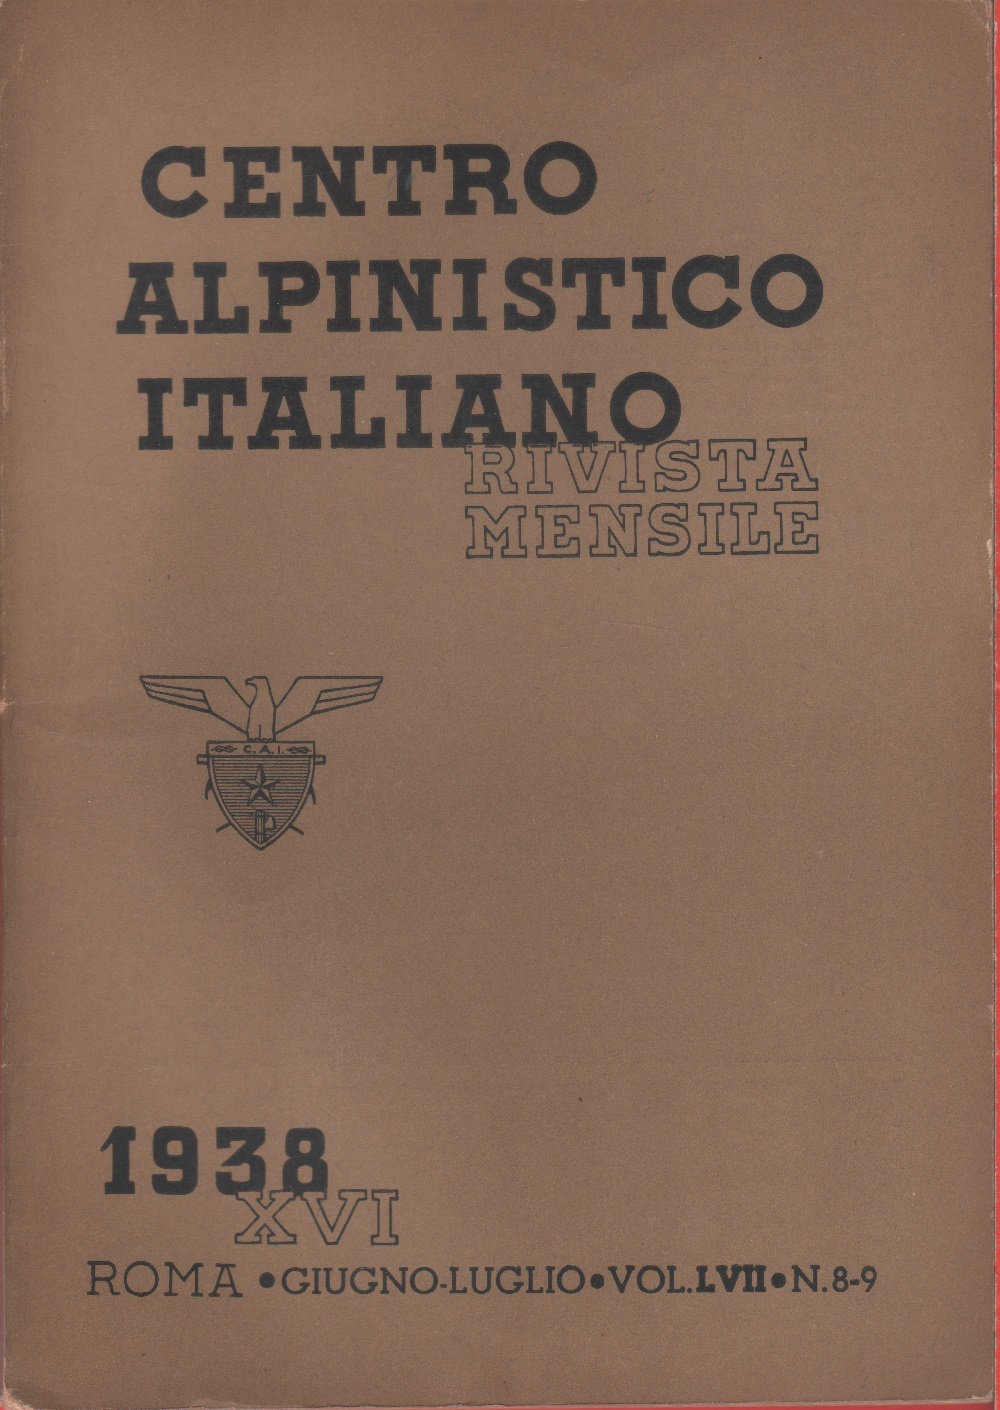 CENTRO
ALPINISTICO
ITALIANO
RIVISTA
MENSILE
C.A.I.
1938
XVI
ROMA • GIUGNO-LUGLIO • VOL. LVII • N. 8-9